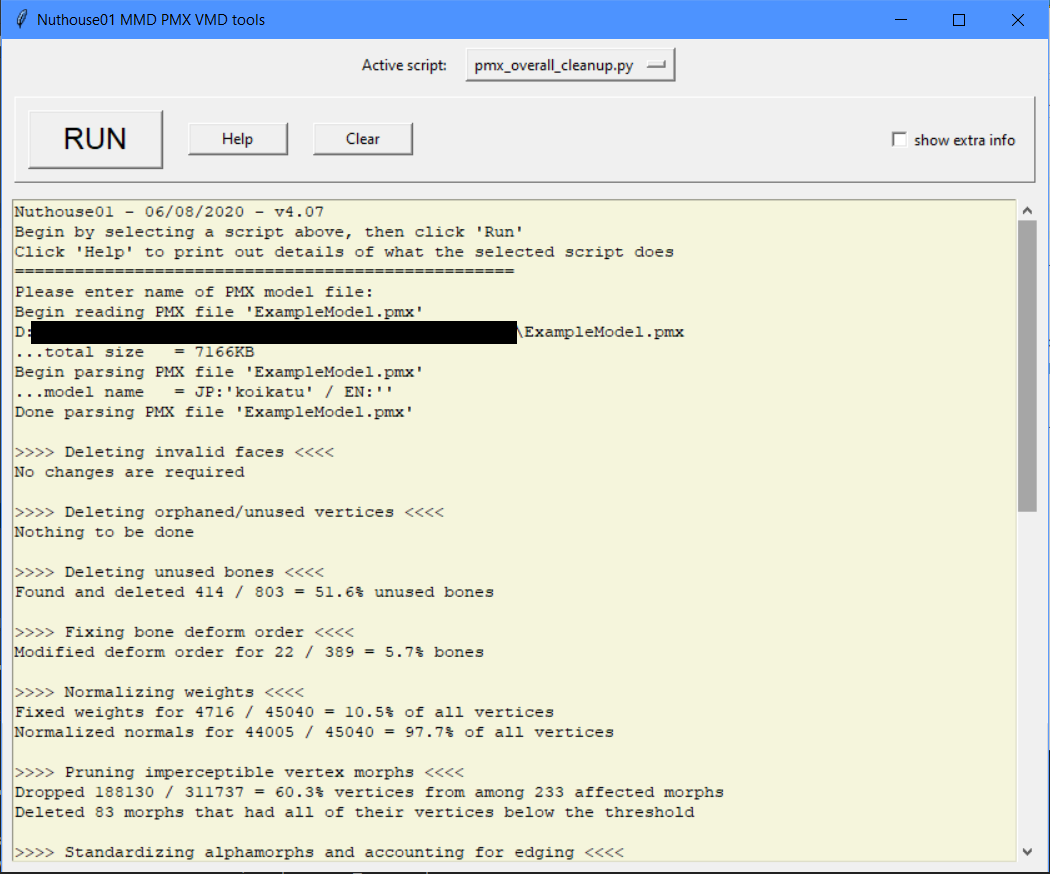 Nuthouse01 MMD PMX VMD tools
Active script: pmx_overall_cleanup.py
RUN Help Clear show extra info
Nuthouse01 - 06/08/2020 - v4.07
Begin by selecting a script above, then click 'Run'
Click 'Help' to print out details of what the selected script does
==================================================
Please enter name of PMX model file:
Begin reading PMX file 'ExampleModel.pmx'
D:\ExampleModel.pmx
...total size   = 7166KB
Begin parsing PMX file 'ExampleModel.pmx'
...model name   = JP:'koikatu' / EN:''
Done parsing PMX file 'ExampleModel.pmx'
>>>> Deleting invalid faces <<<<
No changes are required
>>>> Deleting orphaned/unused vertices <<<<
Nothing to be done
>>>> Deleting unused bones <<<<
Found and deleted 414 / 803 = 51.6% unused bones
>>>> Fixing bone deform order <<<<
Modified deform order for 22 / 389 = 5.7% bones
>>>> Normalizing weights <<<<
Fixed weights for 4716 / 45040 = 10.5% of all vertices
Normalized normals for 44005 / 45040 = 97.7% of all vertices
>>>> Pruning imperceptible vertex morphs <<<<
Dropped 188130 / 311737 = 60.3% vertices from among 233 affected morphs
Deleted 83 morphs that had all of their vertices below the threshold
>>>> Standardizing alphamorphs and accounting for edging <<<<